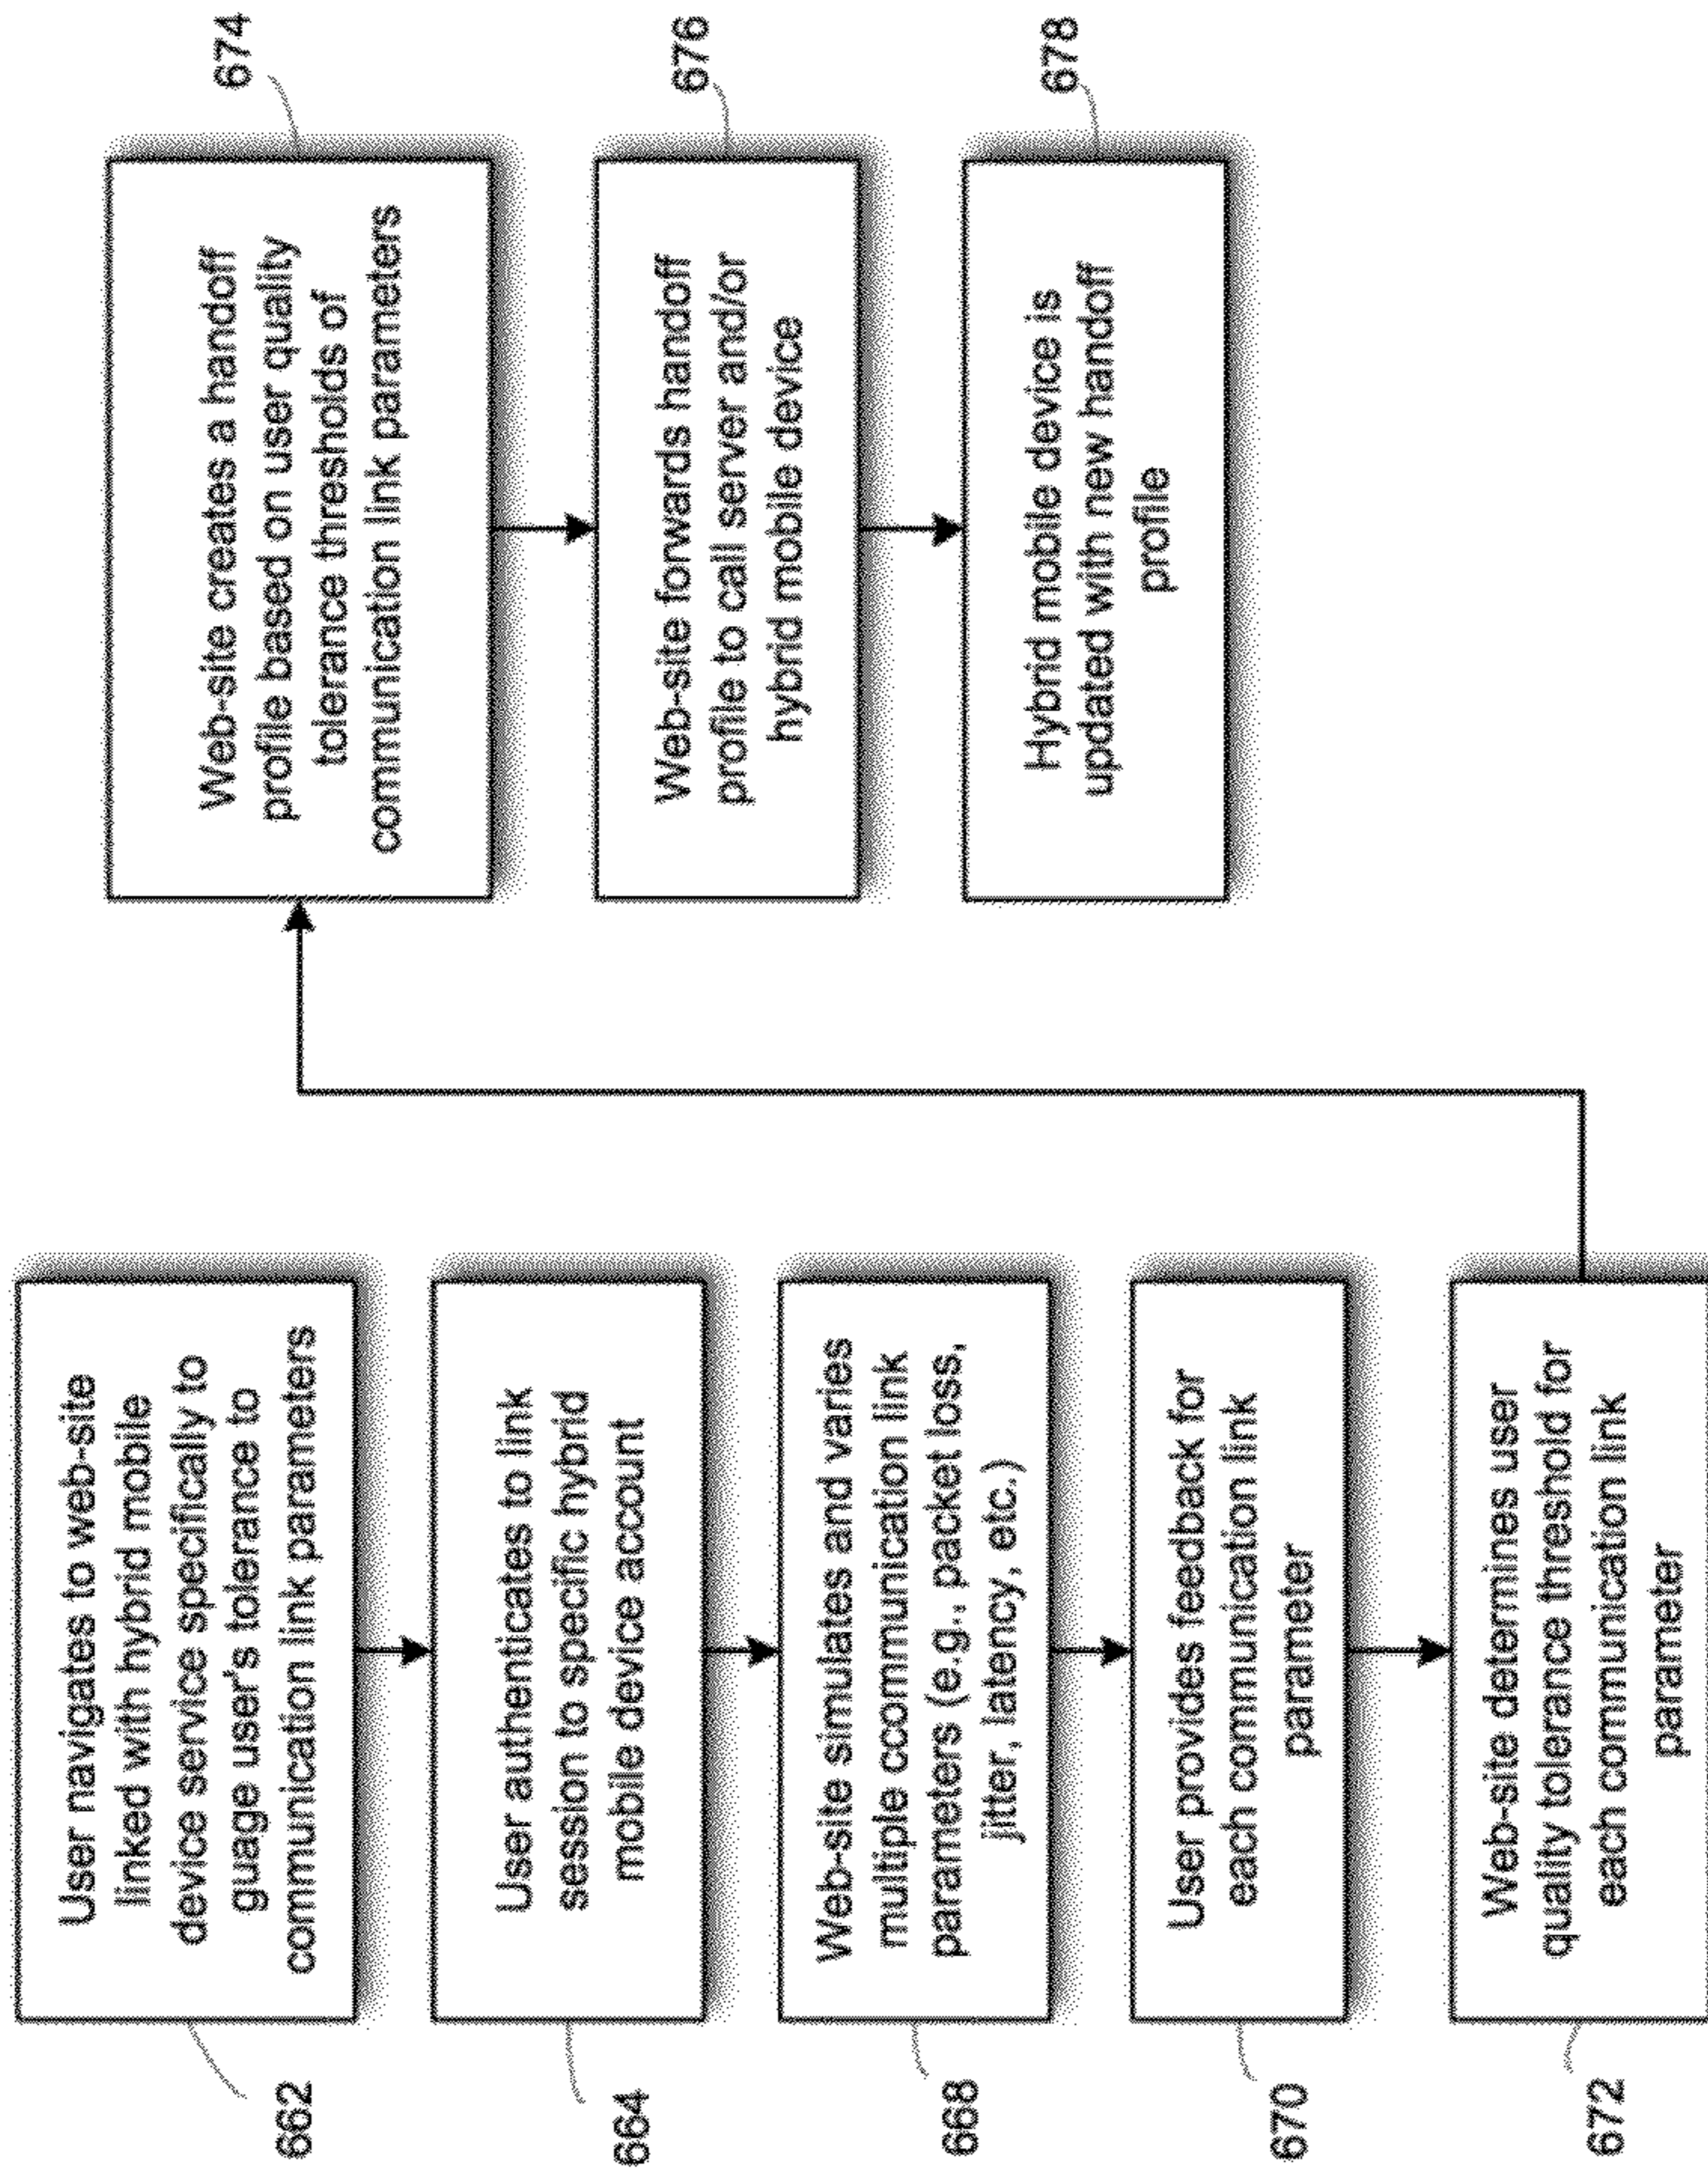 662
User navigates to web-site
linked with hybrid mobile
device service specifically to
guage user's tolerance to
communication link parameters
664
User authenticates to link
session to specific hybrid
mobile device account
668
Web-site simulates and varies
multiple ccommunication link
parameters (e.g., packet loss,
jitter, latency, etc.)
670
User provides feedback for
each communication link
parameter
672
Web-site determines user
quality tolerance threshold for
each communication link
parameter
674
Web-site creates a handoff
profile based on user quality
tolerance thresholds of
communication link parameters
676
Web-site forwards handoff
profile to call server and/or
hybrid mobile device
678
Hybrid mobile device is
updated with new handoff
profile